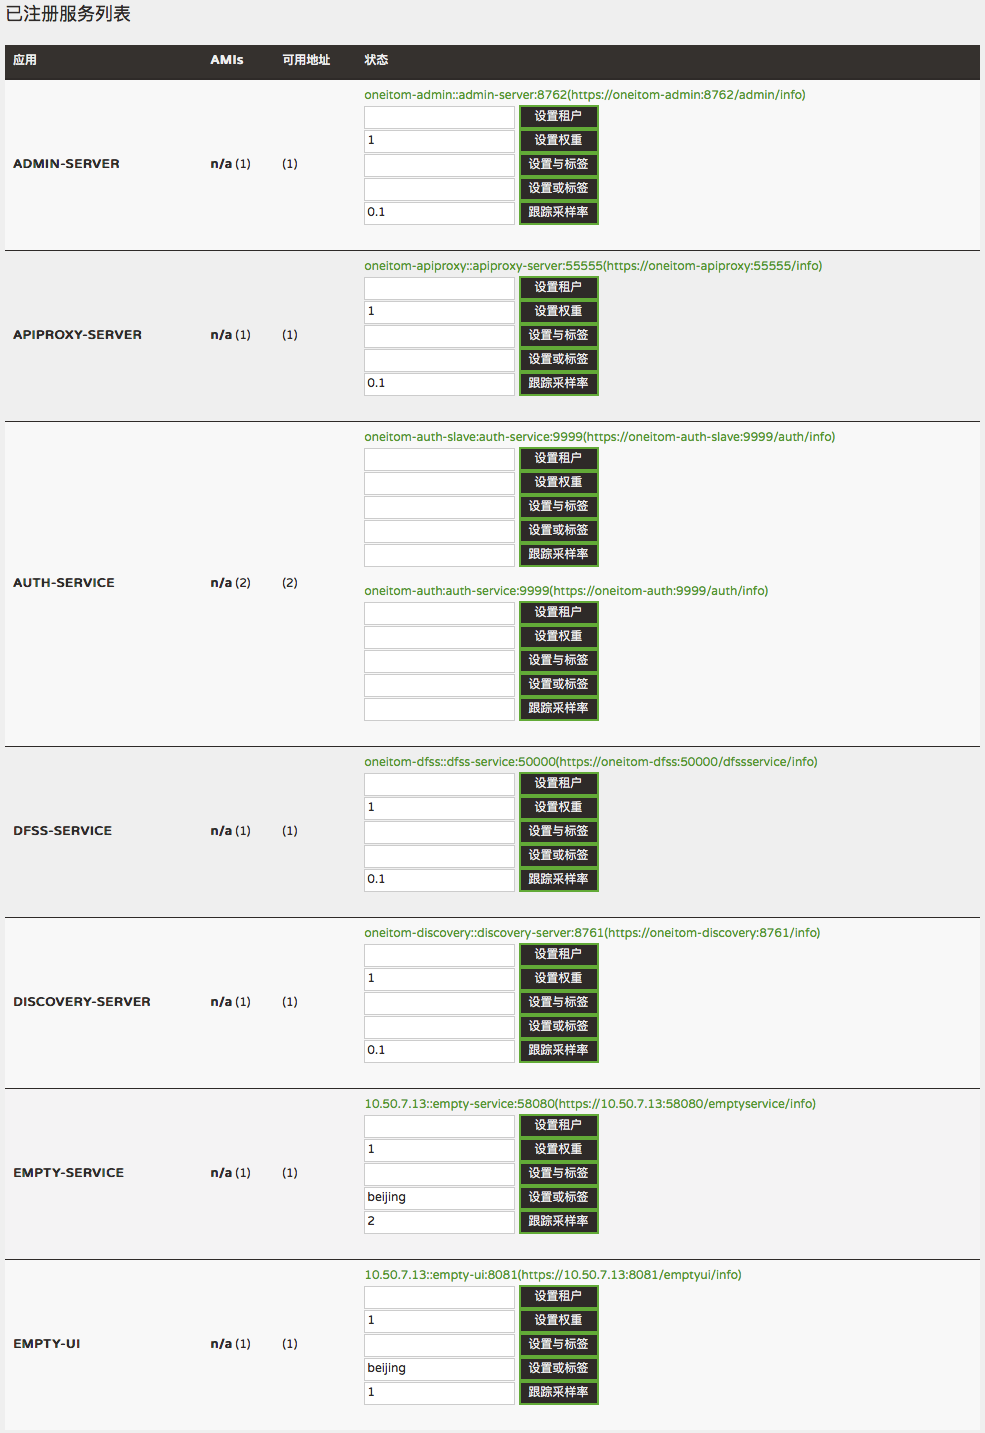 已注册服务列表
应用 AMIs 可用地址 状态
oneitom-admin::admin-server:8762(https://oneitom-admin:8762/admin/info)
设置租户
1 设置权重
ADMIN-SERVER n/a (1) (1) 设置与标签
设置或标签
0.1 跟踪采样率
oneitom-apiproxy::apiproxy-server:55555(https://oneitom-apiproxy:55555/info)
设置租户
1 设置权重
APIPROXY-SERVER n/a (1) (1) 设置与标签
设置或标签
0.1 跟踪采样率
oneitom-auth-slave:auth-service:9999(https://oneitom-auth-slave:9999/auth/info)
设置租户
设置权重
设置与标签
设置或标签
跟踪采样率
AUTH-SERVICE n/a (2) (2)
oneitom-auth:auth-service:9999(https://oneitom-auth:9999/auth/info)
设置租户
设置权重
设置与标签
设置或标签
跟踪采样率
oneitom-dfss::dfss-service:50000(https://oneitom-dfss:50000/dfssservice/info)
设置租户
1 设置权重
DFSS-SERVICE n/a (1) (1) 设置与标签
设置或标签
0.1 跟踪采样率
oneitom-discovery::discovery-server:8761(https://oneitom-discovery:8761/info)
设置租户
1 设置权重
DISCOVERY-SERVER n/a (1) (1) 设置与标签
设置或标签
0.1 跟踪采样率
10.50.7.13::empty-service:58080(https://10.50.7.13:58080/emptyservice/info)
设置租户
1 设置权重
EMPTY-SERVICE n/a (1) (1) 设置与标签
beijing 设置或标签
2 跟踪采样率
10.50.7.13::empty-ui:8081(https://10.50.7.13:8081/emptyui/info)
设置租户
1 设置权重
EMPTY-UI n/a (1) (1) 设置与标签
beijing 设置或标签
1 跟踪采样率